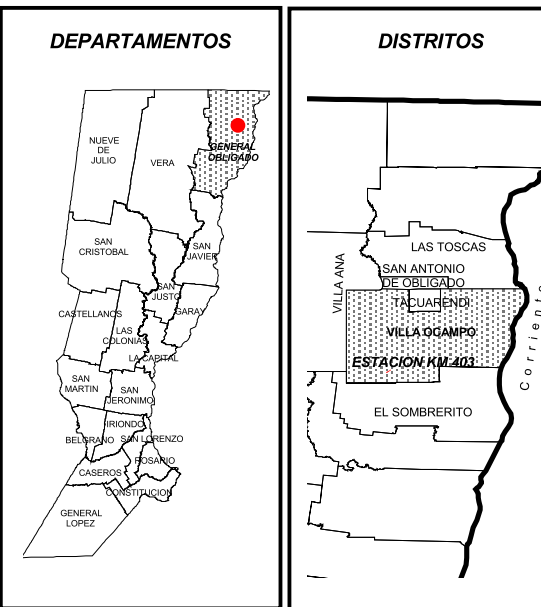 DEPARTAMENTOS
NUEVE
DE
JULIO
VERA
GENERAL
OBLIGADO
SAN
CRISTOBAL
SAN
JAVIER
SAN
JUSTO
CASTELLANOS
GARAY
LAS
COLONIAS
LA CAPITAL
SAN
MARTIN
SAN
JERONIMO
IRIONDO
BELGRANO
SAN LORENZO
CASEROS
ROSARIO
CONSTITUCION
GENERAL
LOPEZ
DISTRITOS
LAS TOSCAS
VILLA ANA
SAN ANTONIO
DE OBLIGADO
TACUARENDI
VILLA OCAMPO
ESTACION KM 403
EL SOMBRERITO
Corriente